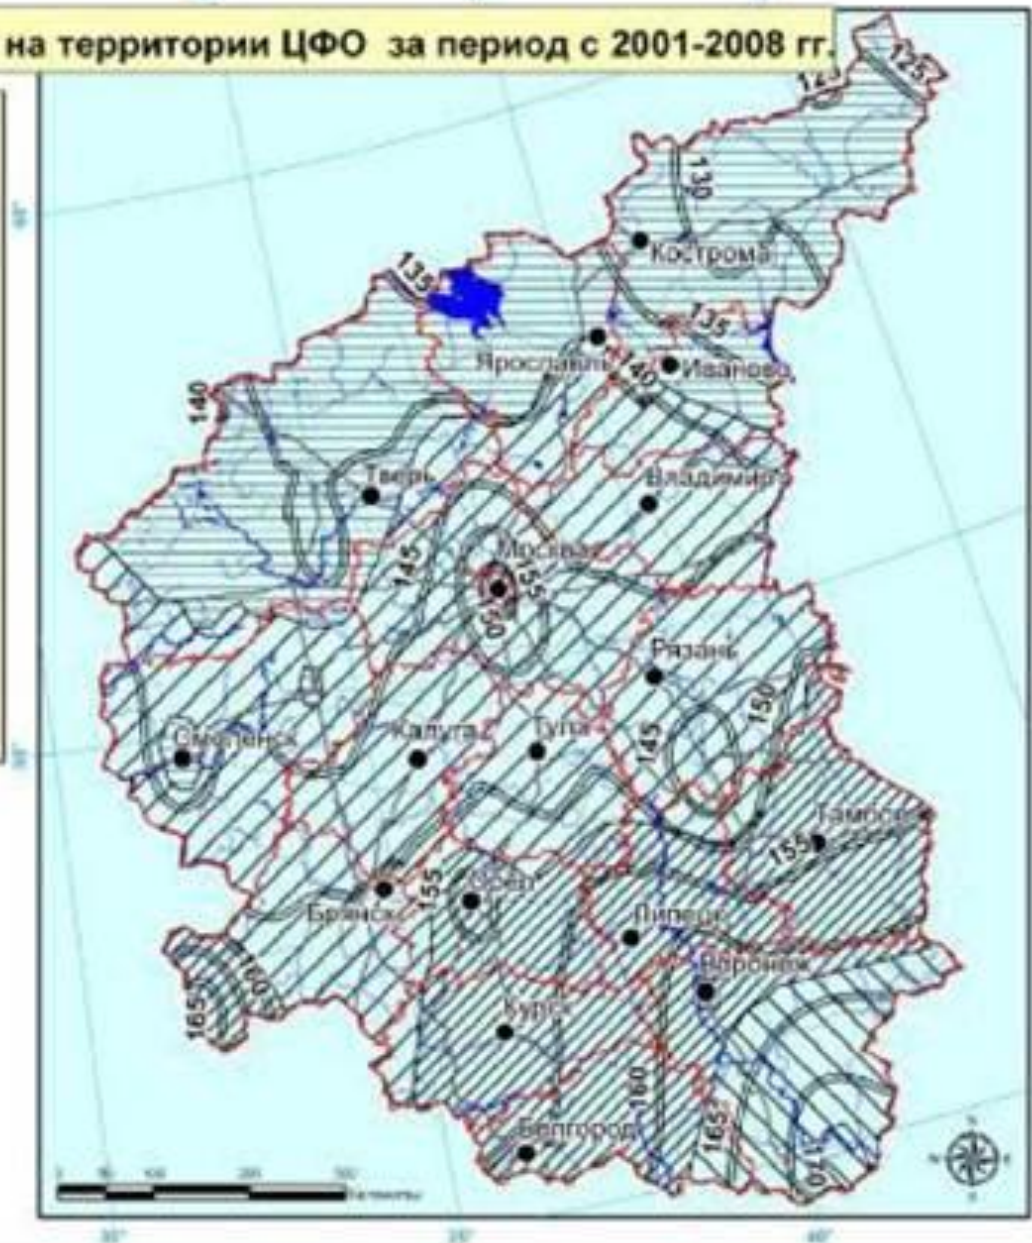 на территории ЦФО за период с 2001-2008 гг.
125
130
Кострома
135
135
Ярославль
140
Иваново
140
Тверь
Владимир
145
Москва
155
150
Рязань
Смоленск
Калуга
Тула
145
150
Тамбов
155
155
Орел
Брянск
Липецк
Воронеж
160
165
Курск
160
165
170
Белгород